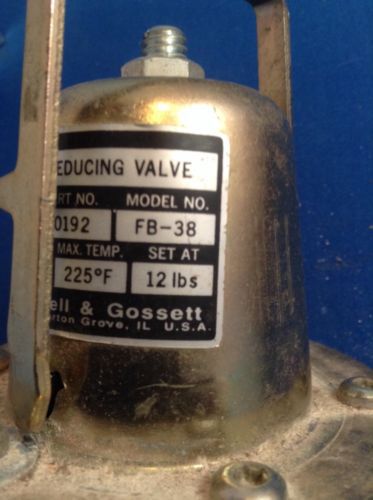 EDUCING VALVE
RT NO. MODEL NO.
0192 FB-38
MAX. TEMP. SET AT
225°F 12 lbs
ell & Gossett
rton Grove, IL U.S.A.